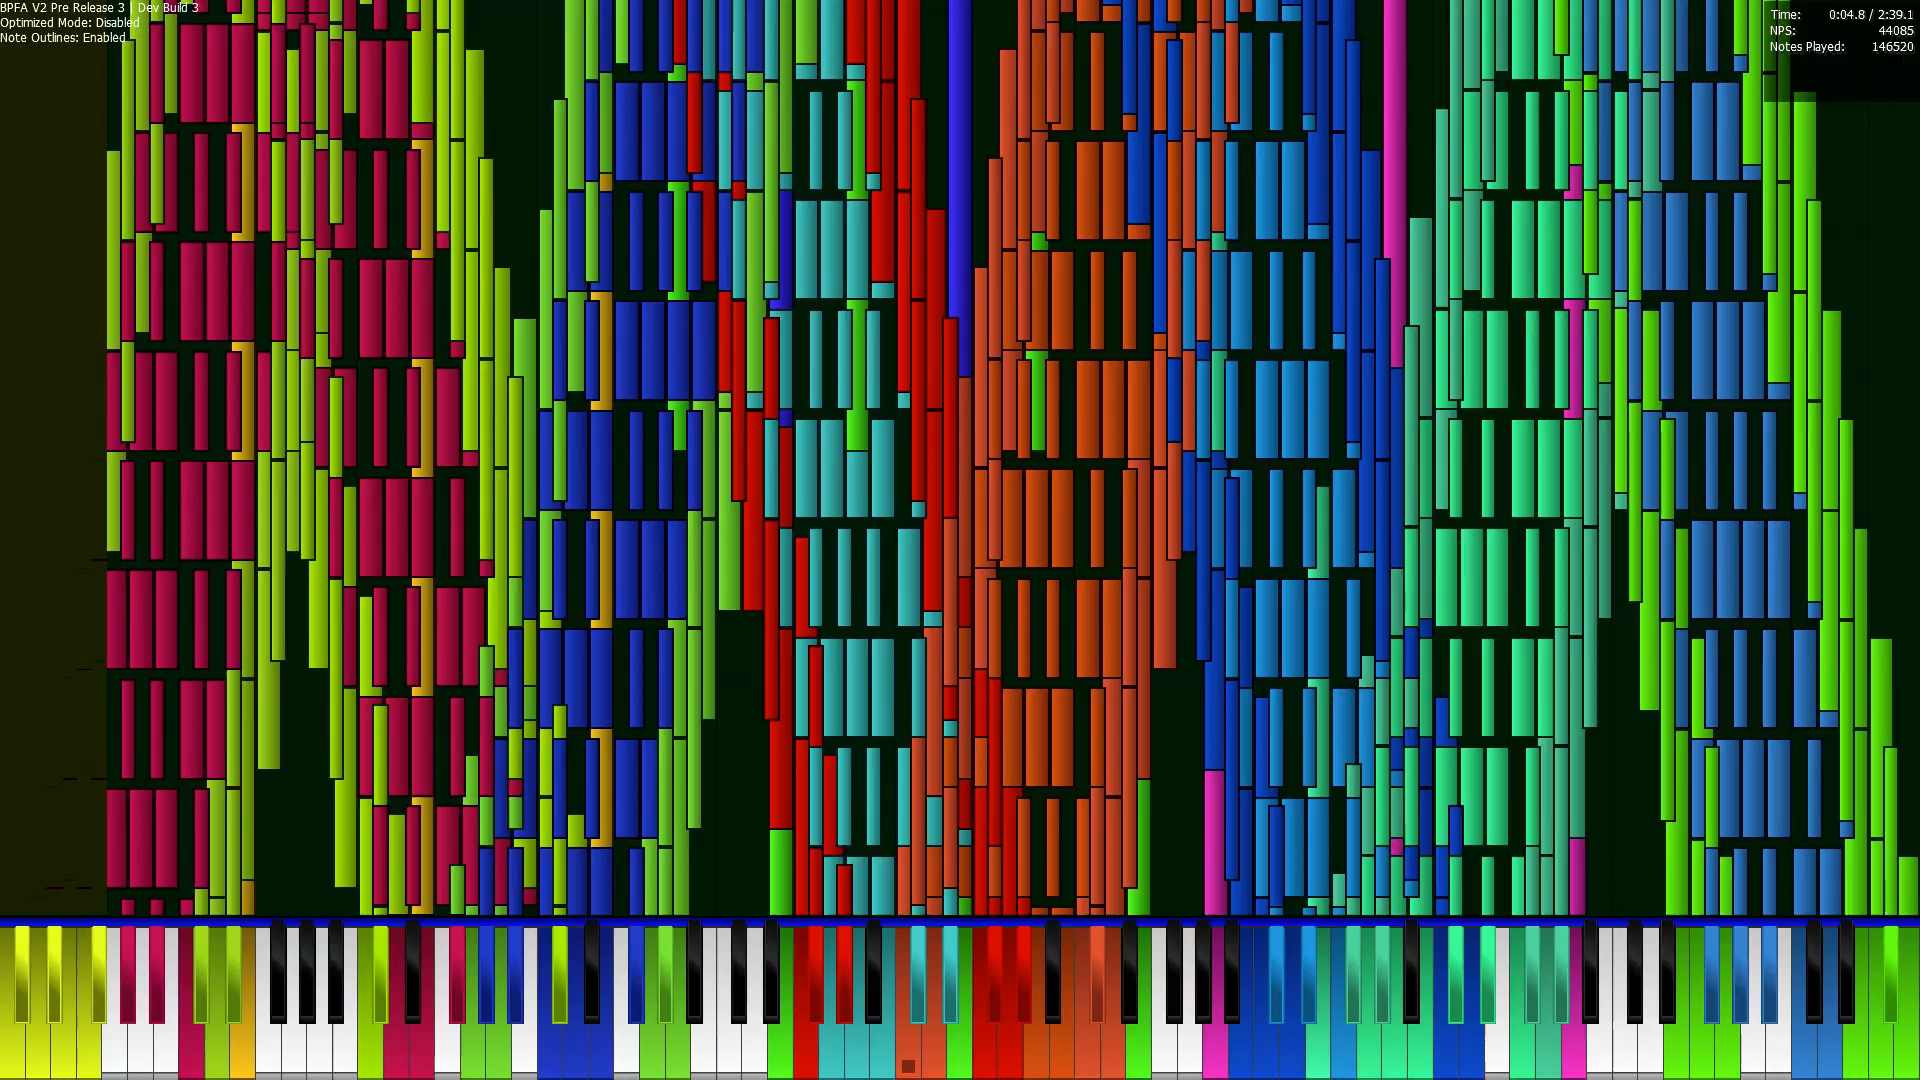 BPFA V2 Pre Release 3 | Dev Build 3
Optimized Mode: Disabled
Note Outlines: Enabled
Time: 0:04.8 / 2:39.1
NPS: 44085
Notes Played: 146520